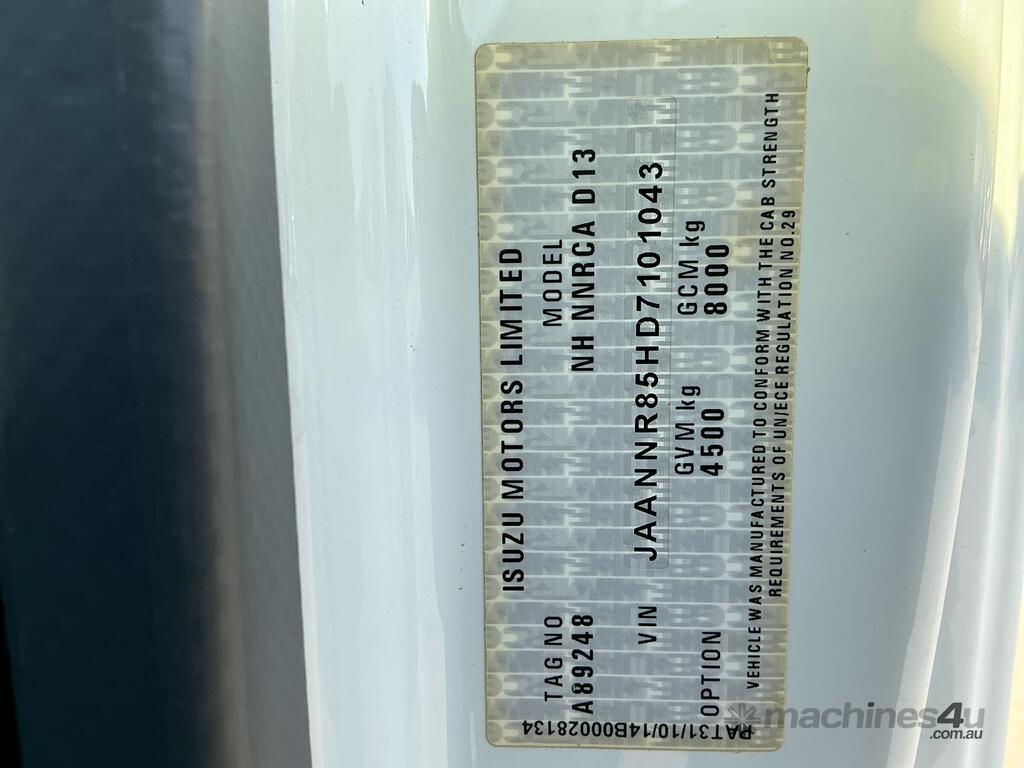 ISUZU MOTORS LIMITED
TAG NO MODEL
A89248 NH NNRCA D13
VIN JAANNR85HD7101043
GVM kg GCM kg
OPTION 4500 8000
VEHICLE WAS MANUFACTURED TO CONFORM WITH THE CAB STRENGTH
REQUIREMENTS OF UN/ECE REGULATION NO.29
PAT31/10/14B00028134
machines4u
.com.au